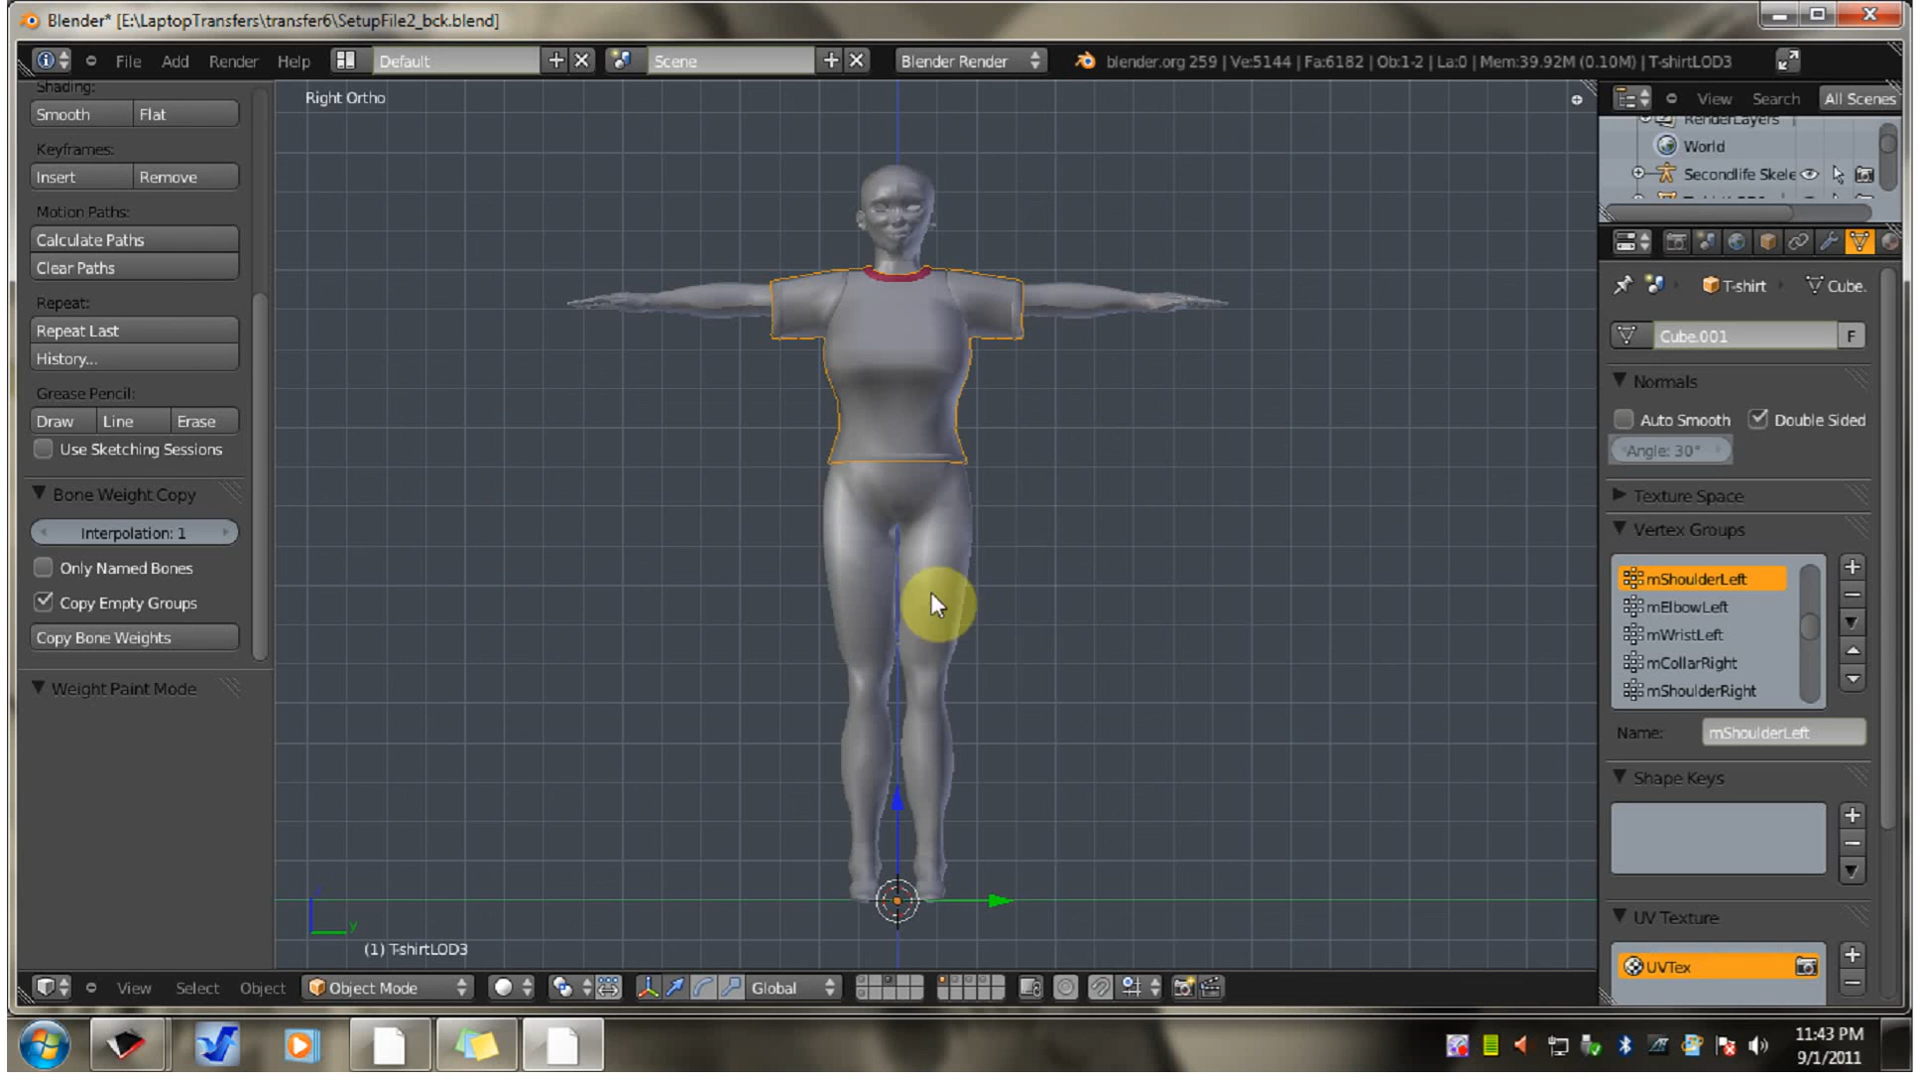 Blender* [E:\LaptopTransfers\transfer6\SetupFile2_bck.blend]
File Add Render Help Default Scene Blender Render blender.org 259 | Ve:5144 | Fa:6182 | Ob:1-2 | La:0 | Mem:39.92M (0.10M) | T-shirtLOD3
Shading:
Smooth Flat
Keyframes:
Insert Remove
Motion Paths:
Calculate Paths
Clear Paths
Repeat:
Repeat Last
History...
Grease Pencil:
Draw Line Erase
Use Sketching Sessions
Bone Weight Copy
Interpolation: 1
Only Named Bones
Copy Empty Groups
Copy Bone Weights
Weight Paint Mode
Right Ortho
y
(1) T-shirtLOD3
View Select Object Object Mode Global
View Search All Scenes
RenderLayers
World
Secondlife Skele
T-shirt Cube.
Cube.001 F
Normals
Auto Smooth Double Sided
Angle: 30°
Texture Space
Vertex Groups
mShoulderLeft
mElbowLeft
mWristLeft
mCollarRight
mShoulderRight
Name: mShoulderLeft
Shape Keys
UV Texture
UVTex
11:43 PM
9/1/2011